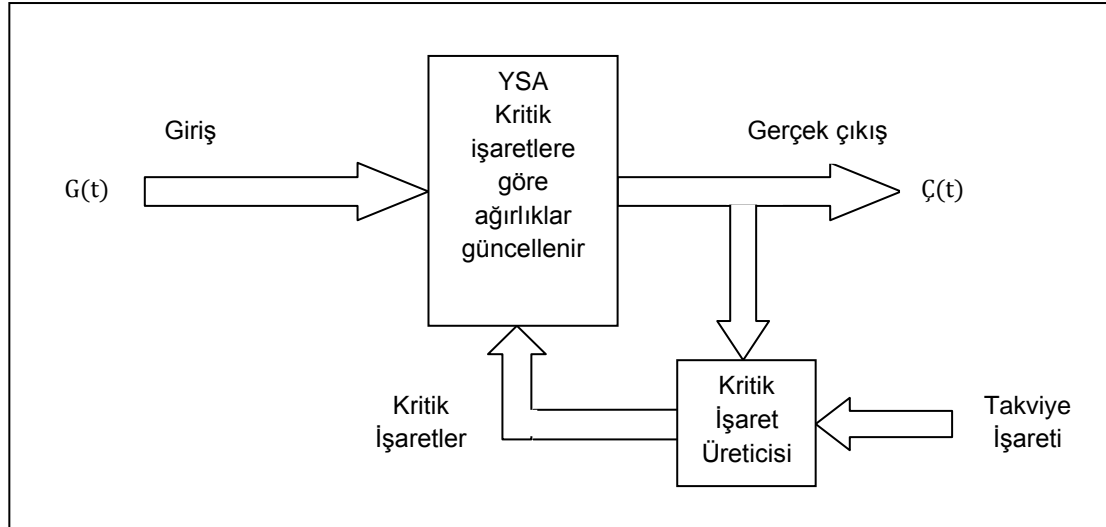 YSA
Kritik
işaretlere
göre
ağırlıklar
güncellenir
Giriş
Gerçek çıkış
G(t)
Ç(t)
Kritik
İşaretler
Kritik
İşaret
Üreticisi
Takviye
İşareti